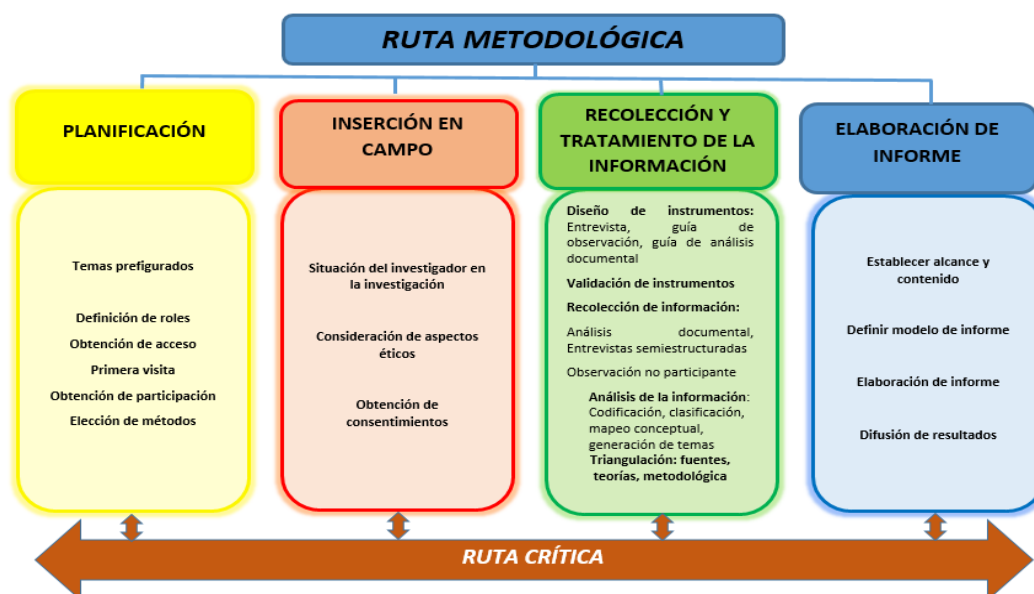 RUTA METODOLÓGICA
PLANIFICACIÓN
Temas prefigurados
Definición de roles
Obtención de acceso
Primera visita
Obtención de participación
Elección de métodos
INSERCIÓN EN
CAMPO
Situación del investigador en
la investigación
Consideración de aspectos
éticos
Obtención de
consentimientos
RECOLECCIÓN Y
TRATAMIENTO DE LA
INFORMACIÓN
Diseño de instrumentos:
Entrevista, guía de
observación, guía de análisis
documental
Validación de instrumentos
Recolección de información:
Análisis documental,
Entrevistas semiestructuradas
Observación no participante
Análisis de la información:
Codificación, clasificación,
mapeo conceptual,
generación de temas
Triangulación: fuentes,
teorías, metodológica
ELABORACIÓN DE
INFORME
Establecer alcance y
contenido
Definir modelo de informe
Elaboración de informe
Difusión de resultados
RUTA CRÍTICA